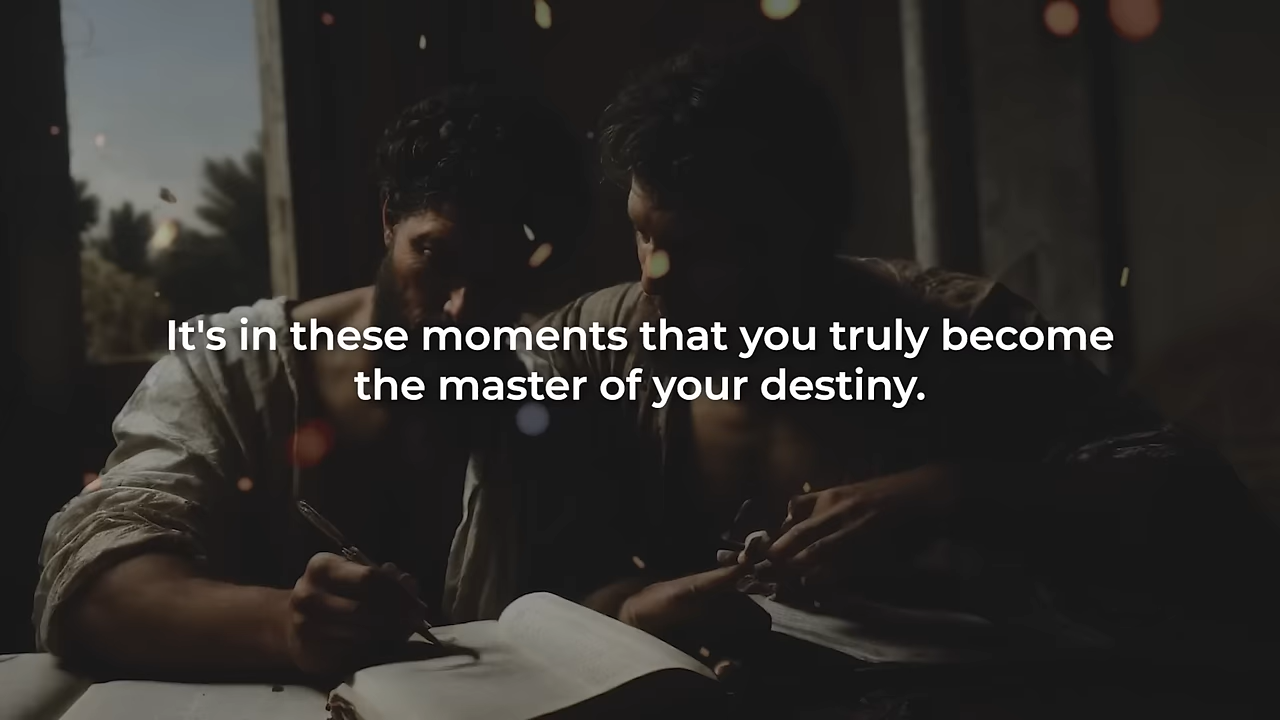 It's in these moments that you truly become
the master of your destiny.